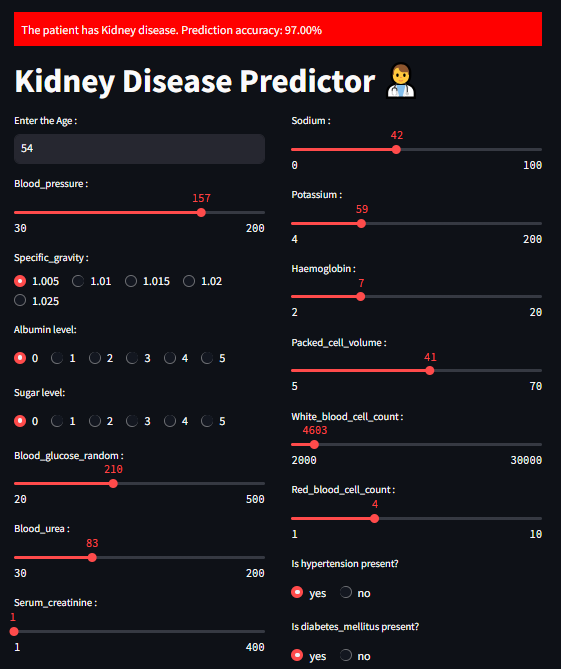 The patient has Kidney disease. Prediction accuracy: 97.00%
Kidney Disease Predictor
Enter the Age :
54
Blood_pressure :
157
30 200
Specific_gravity :
1.005 1.01 1.015 1.02
1.025
Albumin level:
0 1 2 3 4 5
Sugar level:
0 1 2 3 4 5
Blood_glucose_random :
210
20 500
Blood_urea :
83
30 200
Serum_creatinine :
1
1 400
Sodium :
42
0 100
Potassium :
59
4 200
Haemoglobin :
7
2 20
Packed_cell_volume :
41
5 70
White_blood_cell_count :
4603
2000 30000
Red_blood_cell_count :
4
1 10
Is hypertension present?
yes no
Is diabetes_mellitus present?
yes no